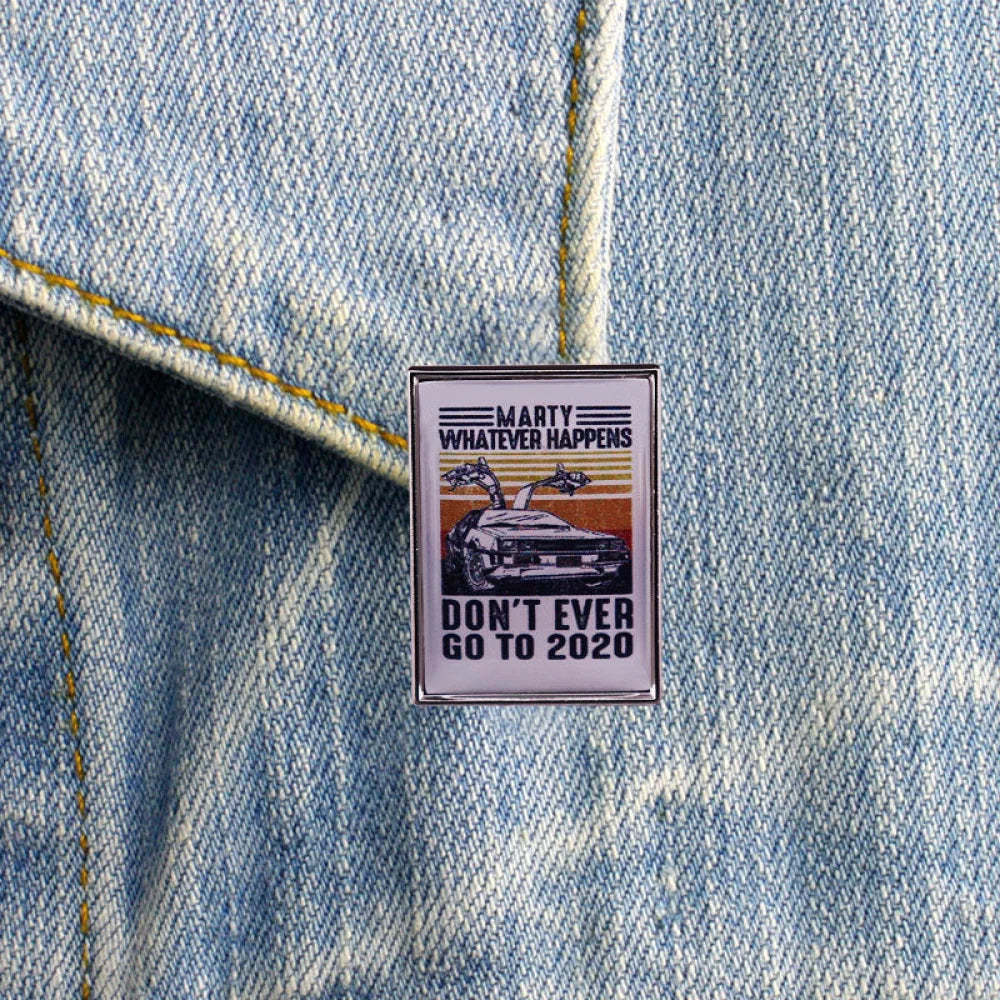 MARTY
WHATEVER HAPPENS
DON'T EVER
GO TO 2020